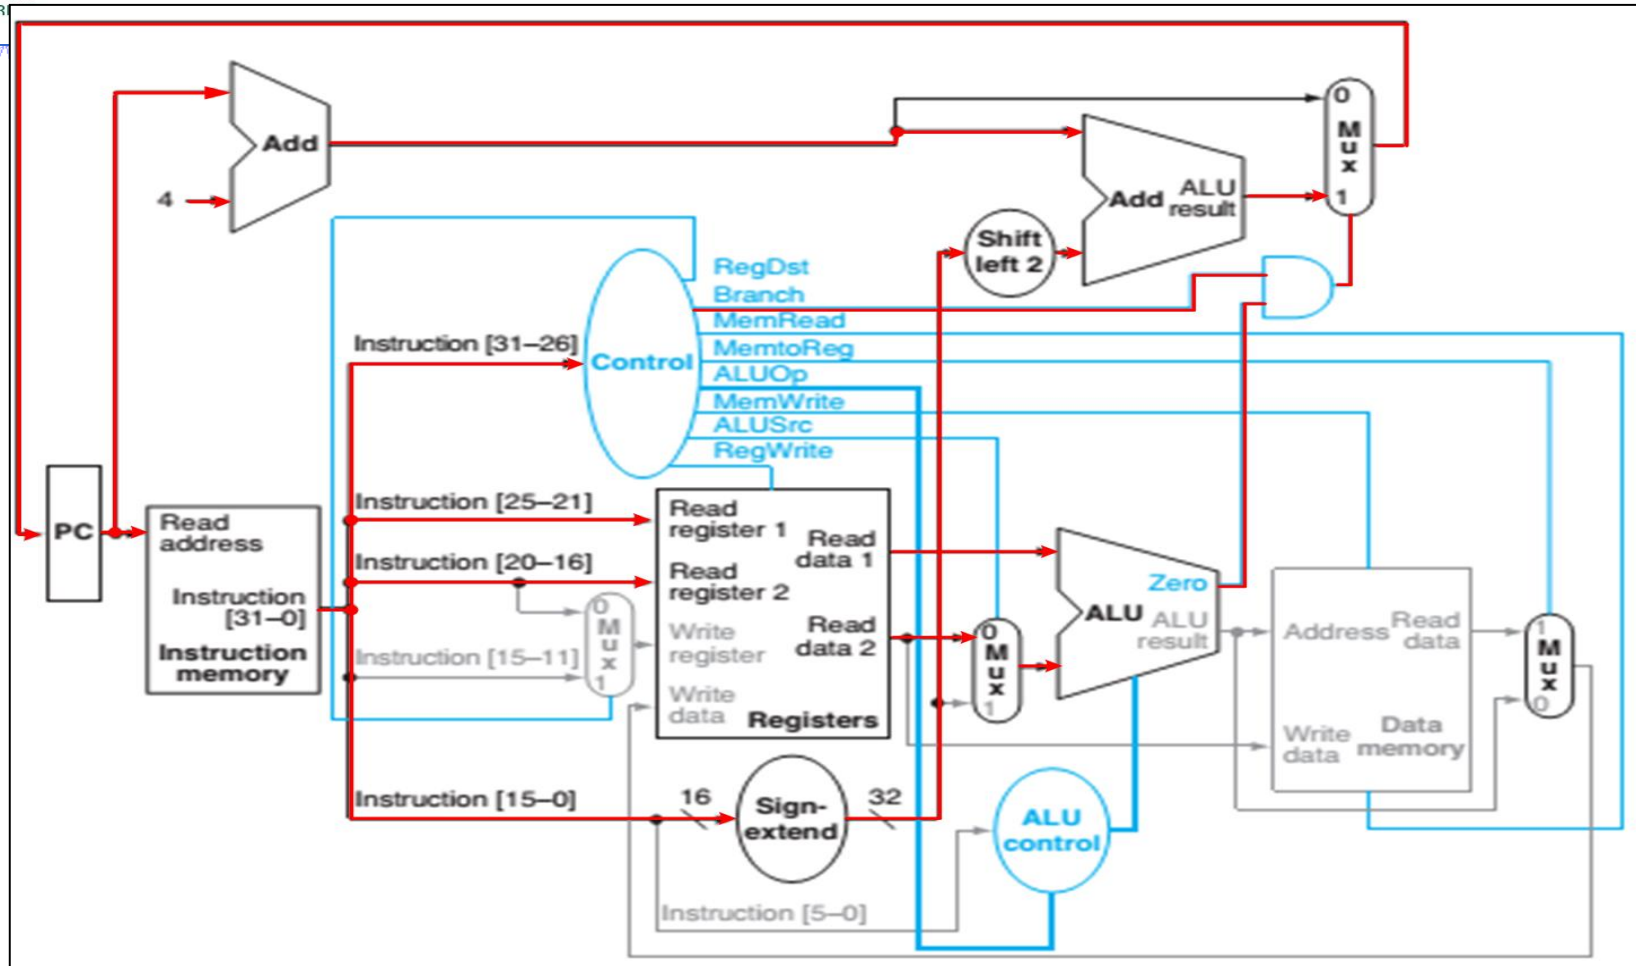 0
M
u
x
1
Add
4
Add
ALU
result
Shift
left 2
RegDst
Branch
MemRead
MemtoReg
ALUOp
MemWrite
ALUSrc
RegWrite
Instruction [31–26]
Control
PC
Read
address
Instruction
[31–0]
Instruction
memory
Instruction [25–21]
Instruction [20–16]
Instruction [15–11]
0
M
u
x
1
Read
register 1
Read
register 2
Write
register
Write
data
Read
data 1
Read
data 2
Registers
0
M
u
x
1
Zero
ALU
ALU
result
Address
Read
data
Write
data
Data
memory
1
M
u
x
0
Instruction [15–0]
16
Sign-
extend
32
ALU
control
Instruction [5–0]